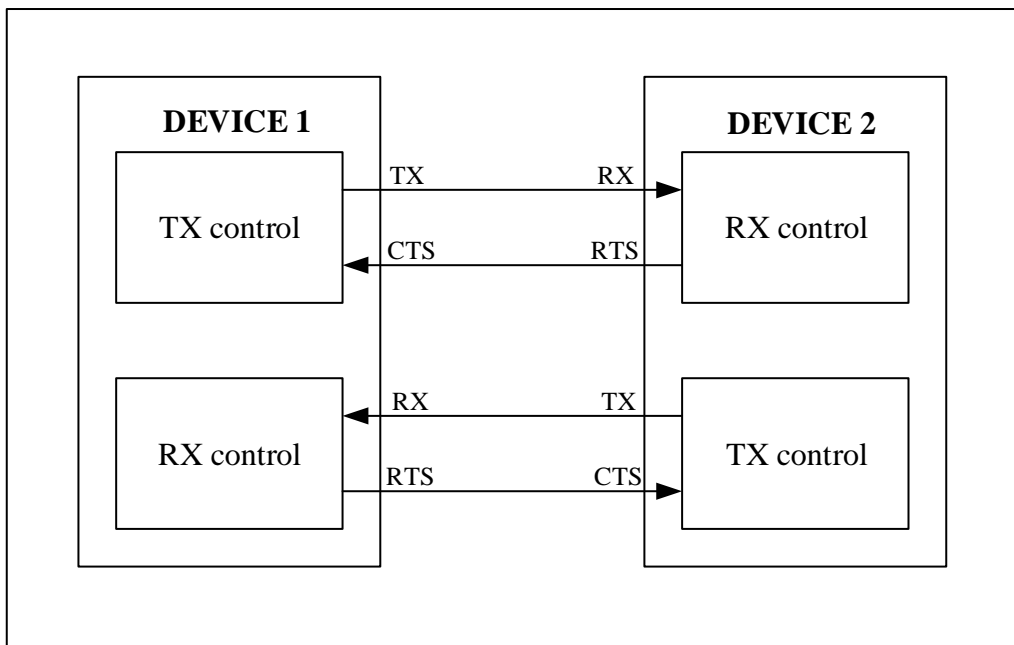 DEVICE 1
DEVICE 2
TX RX
TX control
RX control
CTS RTS
RX TX
RX control
TX control
RTS CTS